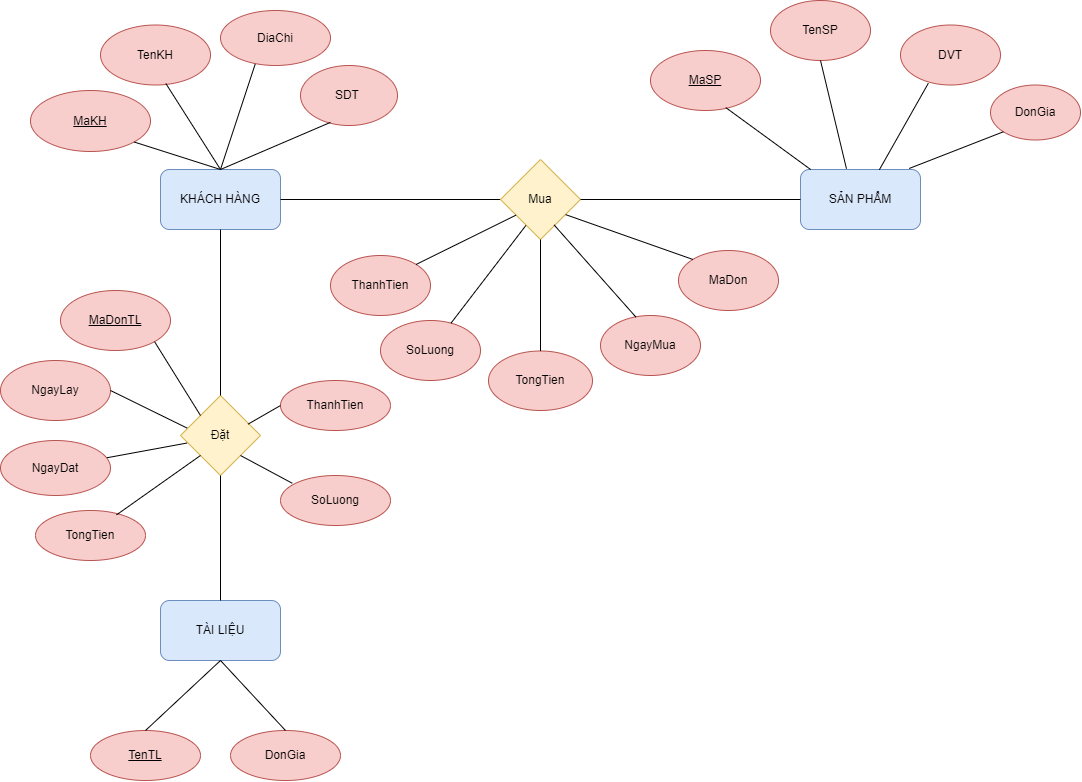 TenKH
DiaChi
SDT
MaKH
KHÁCH HÀNG
TenSP
DVT
MaSP
DonGia
SẢN PHẨM
Mua
ThanhTien
SoLuong
TongTien
NgayMua
MaDon
MaDonTL
NgayLay
NgayDat
TongTien
Đặt
ThanhTien
SoLuong
TÀI LIỆU
TenTL
DonGia